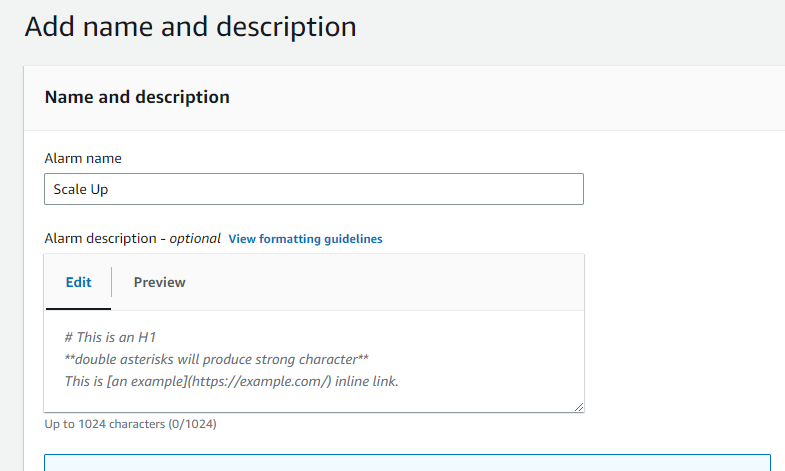 Add name and description
Name and description
Alarm name
Scale Up
Alarm description - optional View formatting guidelines
Edit Preview
# This is an H1
**double asterisks will produce strong character**
This is [an example](https://example.com/) inline link.
Up to 1024 characters (0/1024)